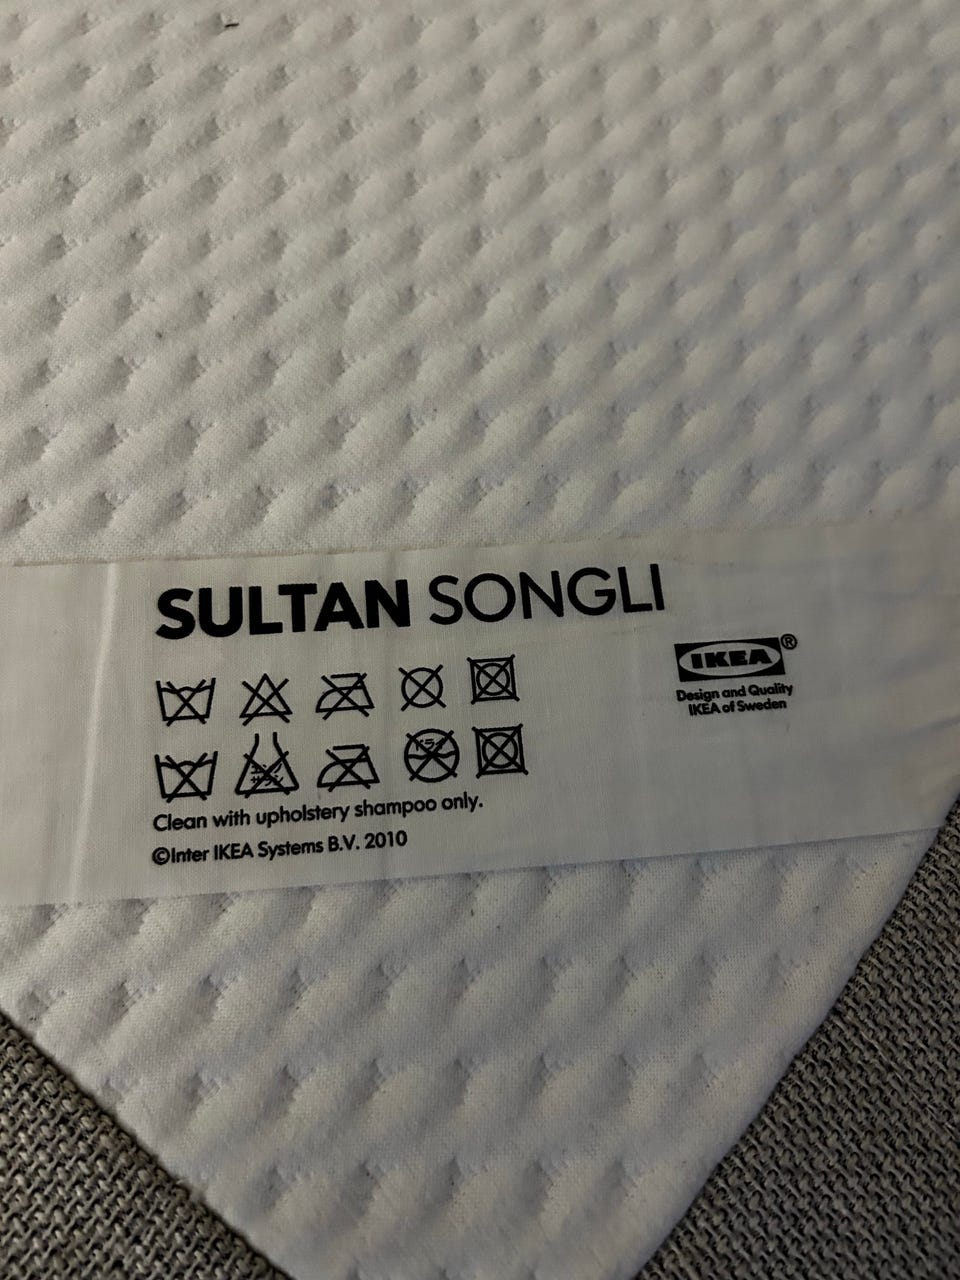 SULTAN SONGLI
IKEA®
Design and Quality
IKEA of Sweden
Clean with upholstery shampoo only.
©Inter IKEA Systems B.V. 2010